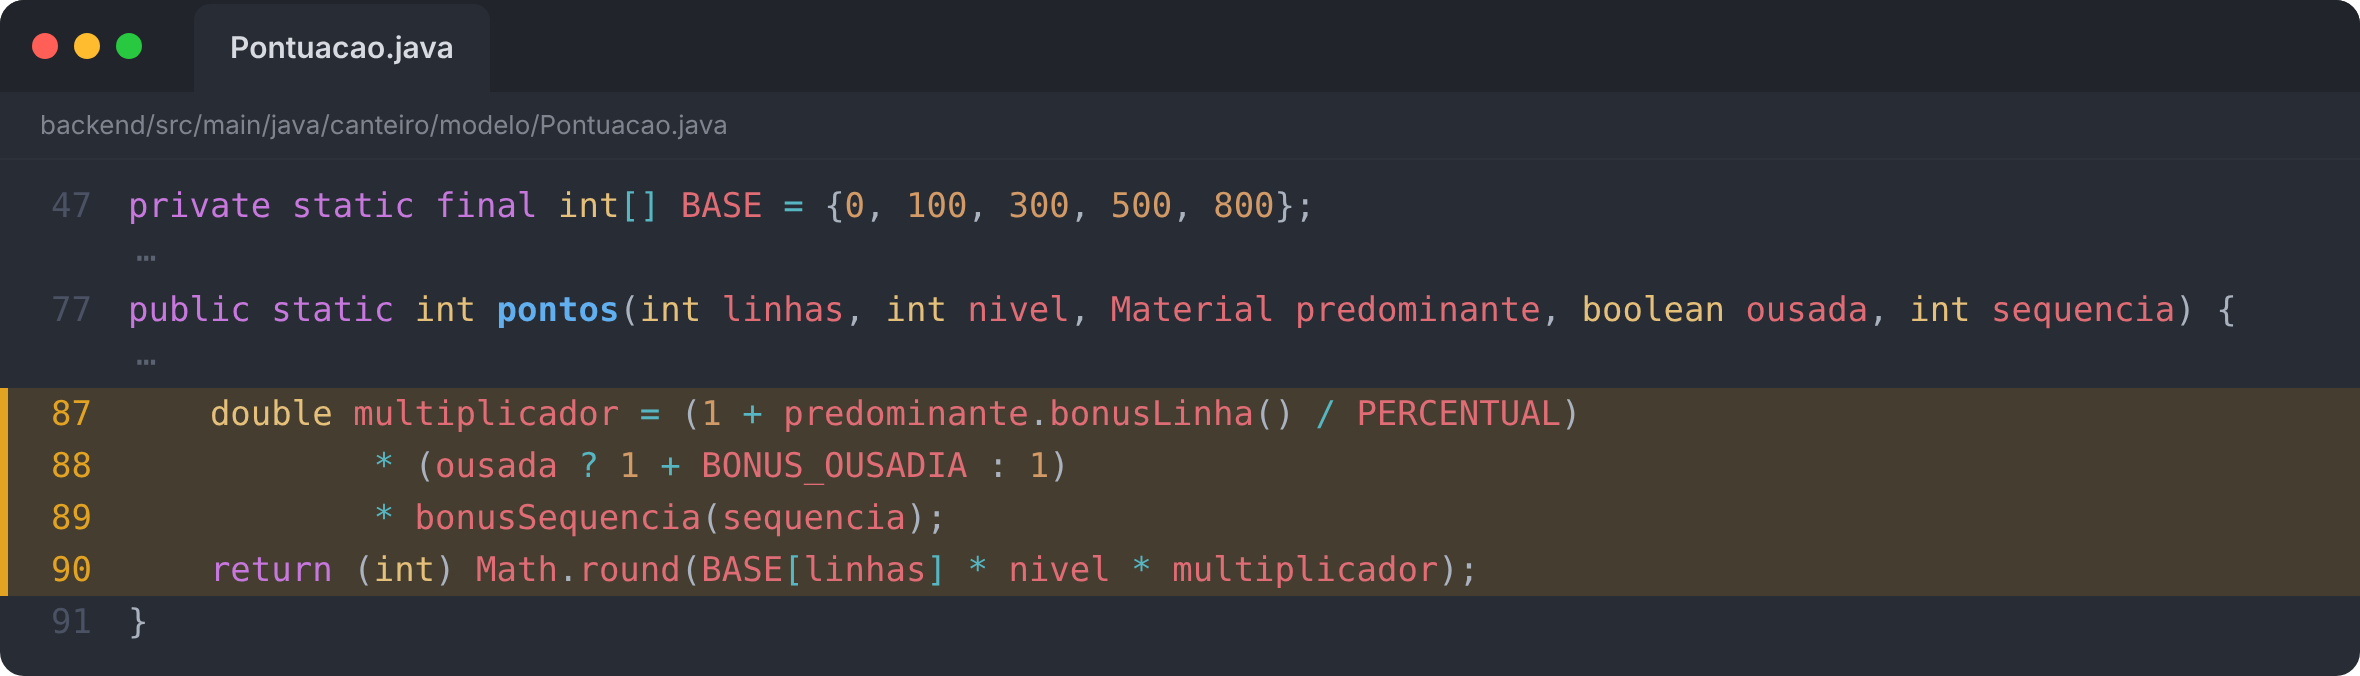 Pontuacao.java
backend/src/main/java/canteiro/modelo/Pontuacao.java
47 private static final int[] BASE = {0, 100, 300, 500, 800};
…
77 public static int pontos(int linhas, int nivel, Material predominante, boolean ousada, int sequencia) {
…
87 double multiplicador = (1 + predominante.bonusLinha() / PERCENTUAL)
88 * (ousada ? 1 + BONUS_OUSADIA : 1)
89 * bonusSequencia(sequencia);
90 return (int) Math.round(BASE[linhas] * nivel * multiplicador);
91 }